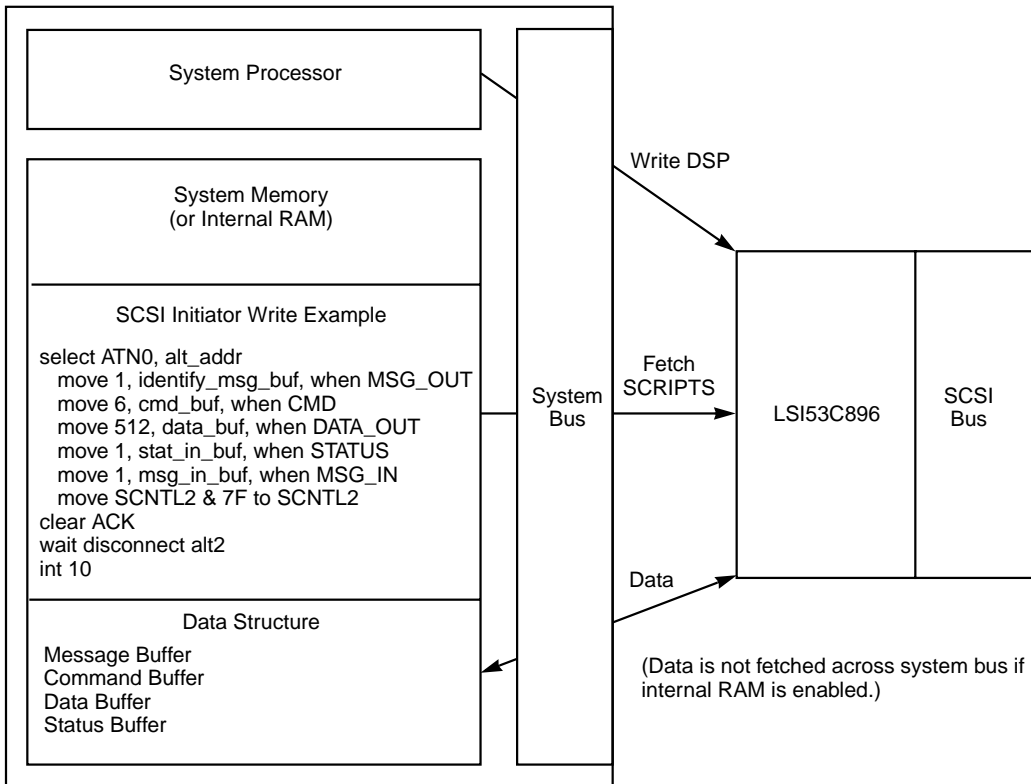 System Processor
System Memory
(or Internal RAM)
SCSI Initiator Write Example
select ATN0, alt_addr
move 1, identify_msg_buf, when MSG_OUT
move 6, cmd_buf, when CMD
move 512, data_buf, when DATA_OUT
move 1, stat_in_buf, when STATUS
move 1, msg_in_buf, when MSG_IN
move SCNTL2 & 7F to SCNTL2
clear ACK
wait disconnect alt2
int 10
Data Structure
Message Buffer
Command Buffer
Data Buffer
Status Buffer
System
Bus
Write DSP
Fetch
SCRIPTS
Data
LSI53C896
SCSI
Bus
(Data is not fetched across system bus if
internal RAM is enabled.)